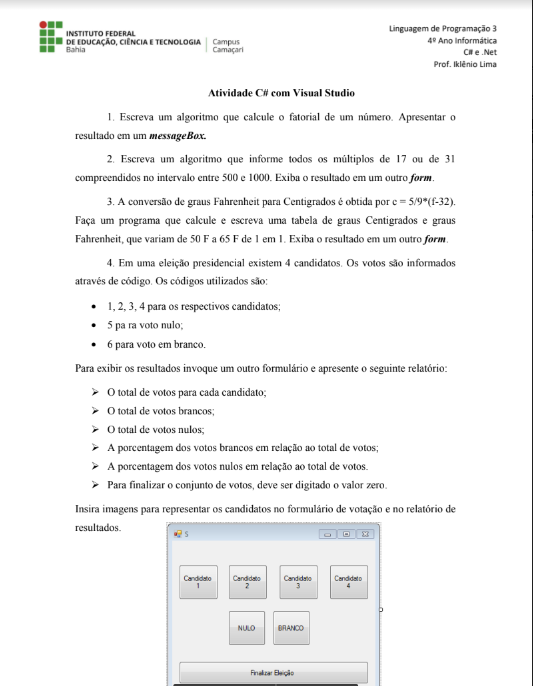 INSTITUTO FEDERAL
DE EDUCAÇÃO, CIÊNCIA E TECNOLOGIA
Bahia
Campus
Camaçari
Linguagem de Programação 3
4º Ano Informática
C# e .Net
Prof. Iklênio Lima
Atividade C# com Visual Studio
1. Escreva um algoritmo que calcule o fatorial de um número. Apresentar o
resultado em um messageBox.
2. Escreva um algoritmo que informe todos os múltiplos de 17 ou de 31
compreendidos no intervalo entre 500 e 1000. Exiba o resultado em um outro form.
3. A conversão de graus Fahrenheit para Centigrados é obtida por c = 5/9*(f-32).
Faça um programa que calcule e escreva uma tabela de graus Centigrados e graus
Fahrenheit, que variam de 50 F a 65 F de 1 em 1. Exiba o resultado em um outro form.
4. Em uma eleição presidencial existem 4 candidatos. Os votos são informados
através de código. Os códigos utilizados são:
• 1, 2, 3, 4 para os respectivos candidatos;
• 5 pa ra voto nulo;
• 6 para voto em branco.
Para exibir os resultados invoque um outro formulário e apresente o seguinte relatório:
➢ O total de votos para cada candidato;
➢ O total de votos brancos;
➢ O total de votos nulos;
➢ A porcentagem dos votos brancos em relação ao total de votos;
➢ A porcentagem dos votos nulos em relação ao total de votos.
➢ Para finalizar o conjunto de votos, deve ser digitado o valor zero.
Insira imagens para representar os candidatos no formulário de votação e no relatório de
resultados.
5
Candidato
1
Candidato
2
Candidato
3
Candidato
4
NULO
BRANCO
Finalizar Eleição